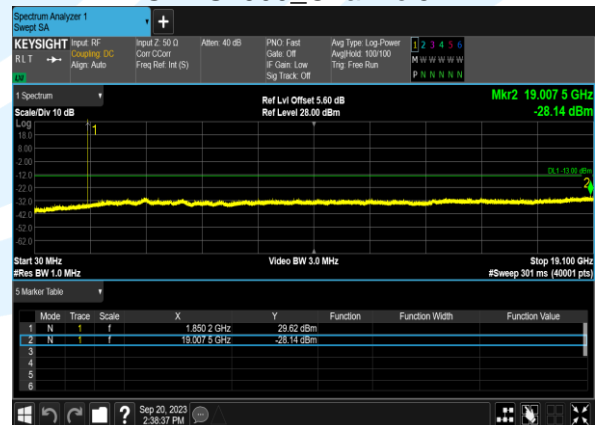 Spectrum Analyzer 1
Swept SA
+
KEYSIGHT
R L T
LW
Input: RF
Coupling: DC
Align: Auto
Input Z: 50 Ω
Corr CCorr
Freq Ref: Int (S)
Atten: 40 dB
PNO: Fast
Gate: Off
IF Gain: Low
Sig Track: Off
Avg Type: Log-Power
Avg|Hold: 100/100
Trig: Free Run
1 2 3 4 5 6
M W W W W W
P N N N N N
1 Spectrum
Scale/Div 10 dB
Ref Lvl Offset 5.60 dB
Ref Level 28.00 dBm
Mkr2 19.007 5 GHz
-28.14 dBm
Log
18.0
8.00
-2.00
-12.0
-22.0
-32.0
-42.0
-52.0
-62.0
1
DL1 -13.00 dBm
2
Start 30 MHz
#Res BW 1.0 MHz
Video BW 3.0 MHz
Stop 19.100 GHz
#Sweep 301 ms (40001 pts)
5 Marker Table
Mode Trace Scale X Y Function Function Width Function Value
1 N 1 f 1.850 2 GHz 29.62 dBm
2 N 1 f 19.007 5 GHz -28.14 dBm
3
4
5
6
?
Sep 20, 2023
2:38:37 PM